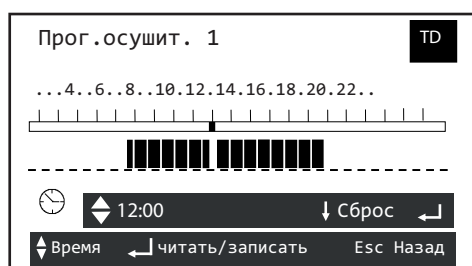 Прог.осушит. 1
TD
...4..6..8..10.12.14.16.18.20.22..
12:00 Сброс
Время читать/записать Esc Назад